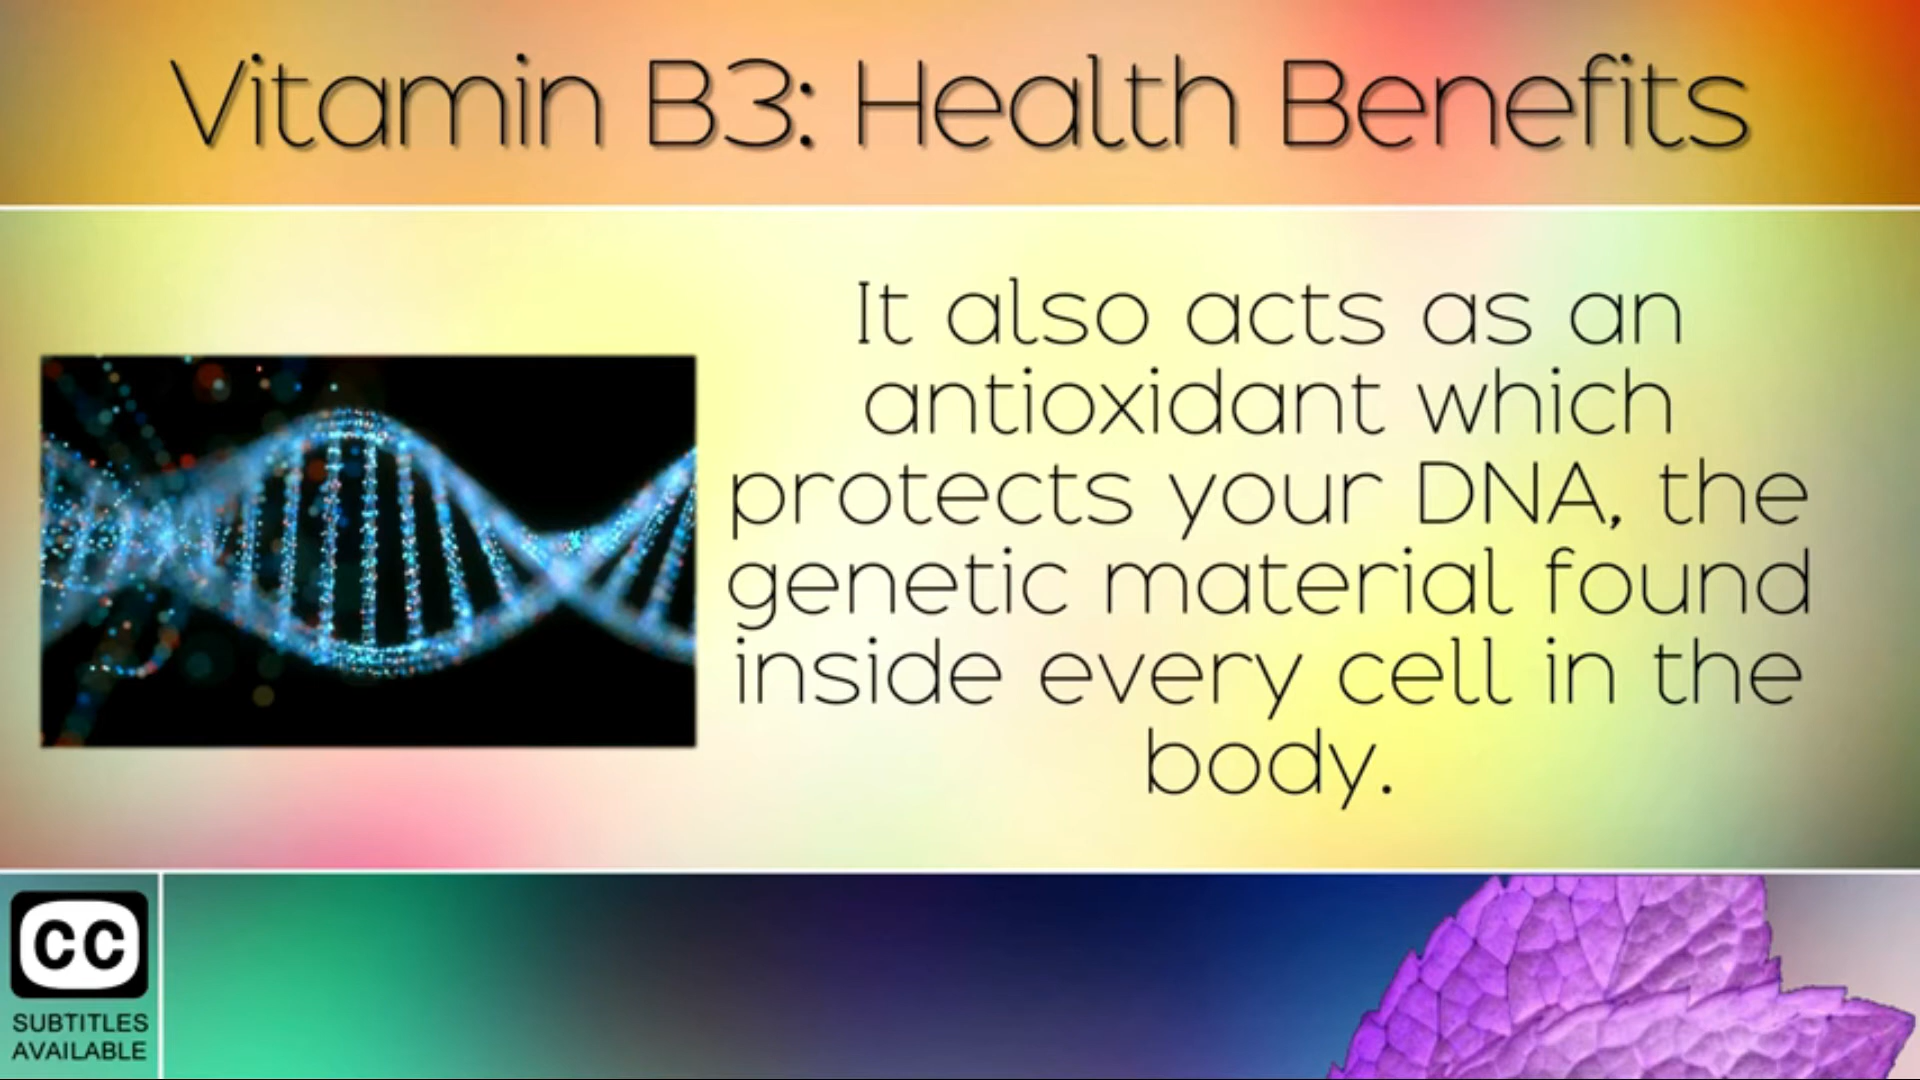 Vitamin B3: Health Benefits
It also acts as an
antioxidant which
protects your DNA, the
genetic material found
inside every cell in the
body.
CC
SUBTITLES
AVAILABLE